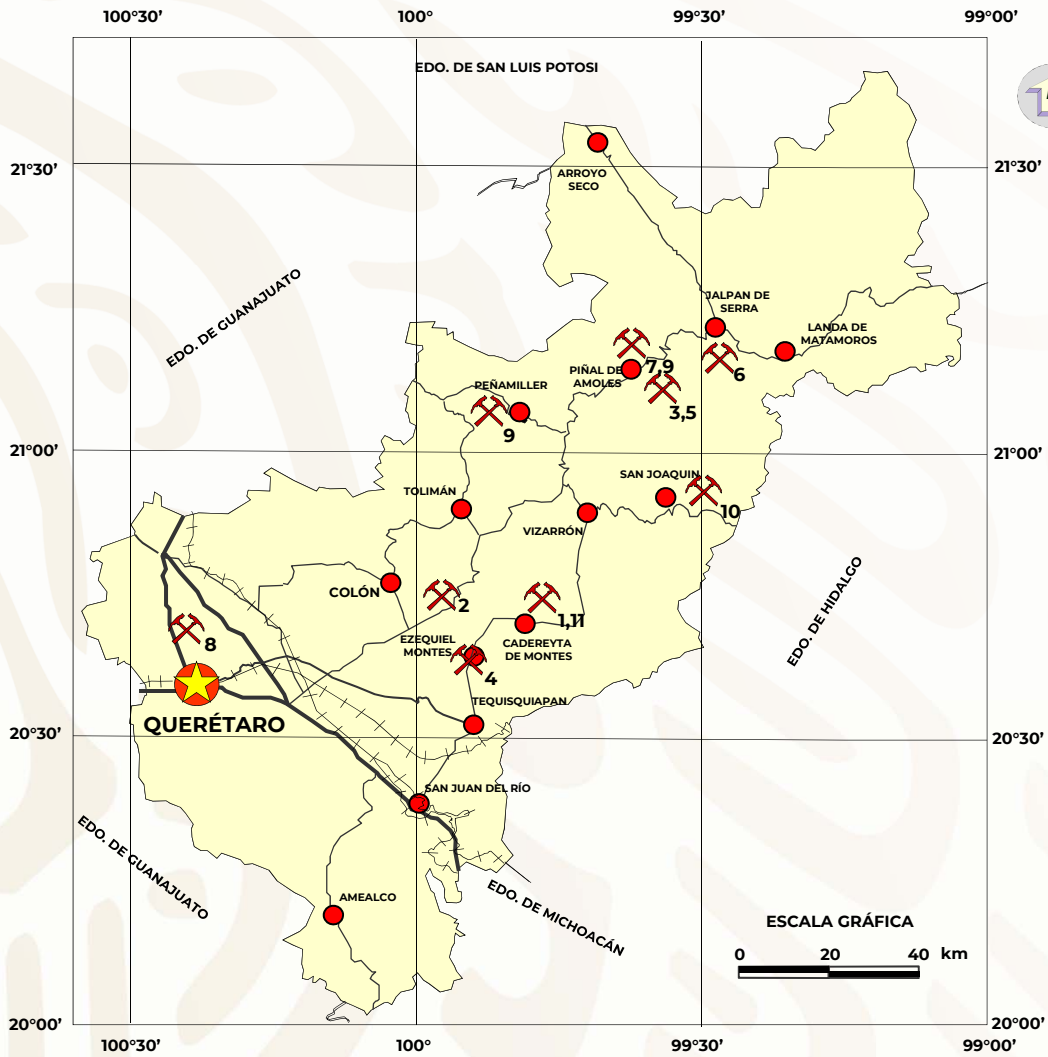 100°30’
100°
99°30’
99°00’
EDO. DE SAN LUIS POTOSI
21°30’
21°30’
ARROYO
SECO
EDO. DE GUANAJUATO
JALPAN DE
SERRA
LANDA DE
MATAMOROS
7,9
6
PIÑAL DE
AMOLES
PEÑAMILLER
3,5
9
21°00’
21°00’
SAN JOAQUIN
TOLIMÁN
10
VIZARRÓN
EDO. DE HIDALGO
COLÓN
2
1,11
8
EZEQUIEL
MONTES
CADEREYTA
DE MONTES
4
TEQUISQUIAPAN
QUERÉTARO
20°30’
20°30’
SAN JUAN DEL RÍO
EDO. DE GUANAJUATO
AMEALCO
EDO. DE MICHOACÁN
ESCALA GRÁFICA
0 20 40 km
20°00’
20°00’
100°30’
100°
99°30’
99°00’